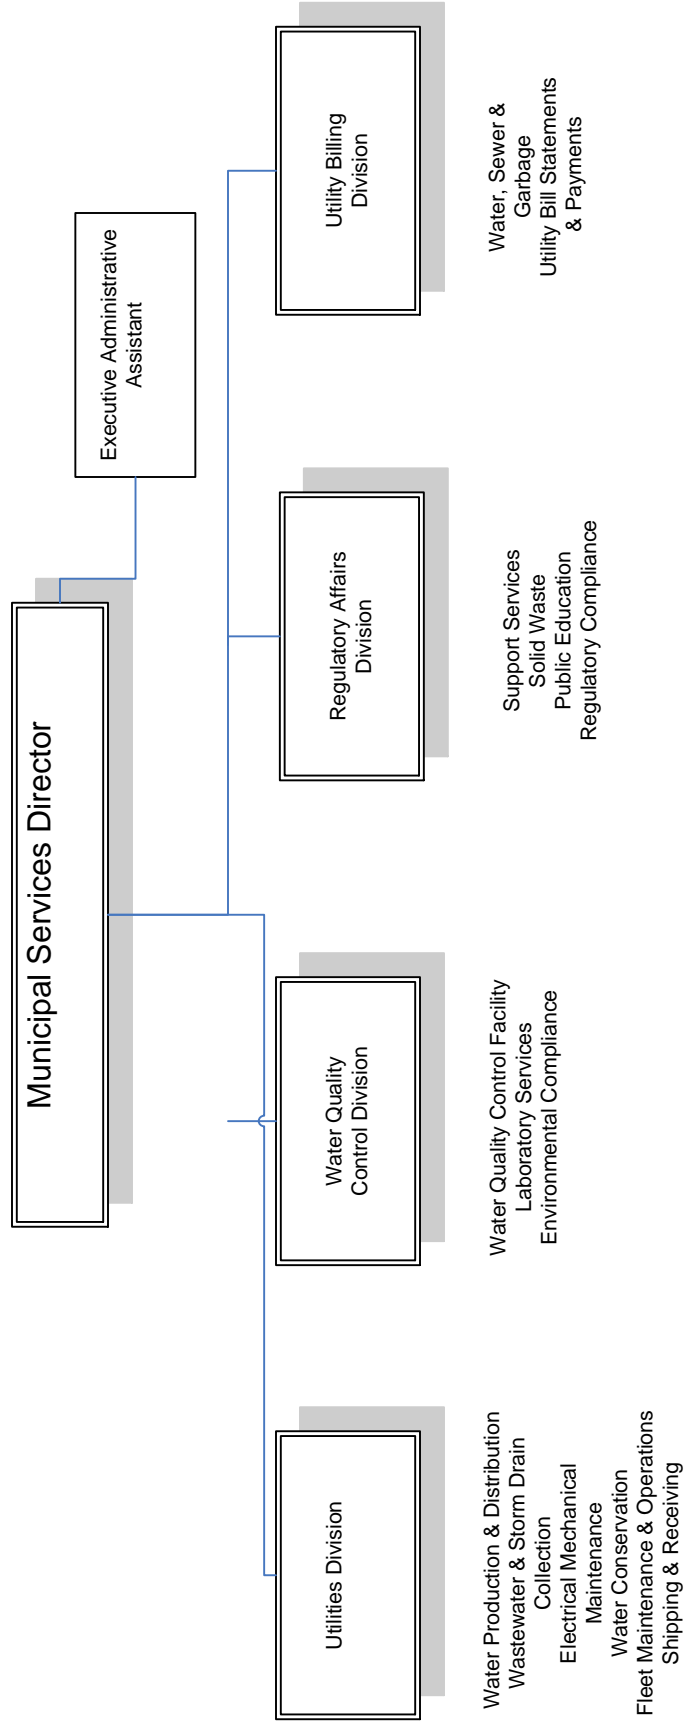 Municipal Services Director
Executive Administrative
Assistant
Utilities Division
Water Quality
Control Division
Regulatory Affairs
Division
Utility Billing
Division
Water Production & Distribution
Wastewater & Storm Drain
Collection
Electrical Mechanical
Maintenance
Water Conservation
Fleet Maintenance & Operations
Shipping & Receiving
Water Quality Control Facility
Laboratory Services
Environmental Compliance
Support Services
Solid Waste
Public Education
Regulatory Compliance
Water, Sewer &
Garbage
Utility Bill Statements
& Payments